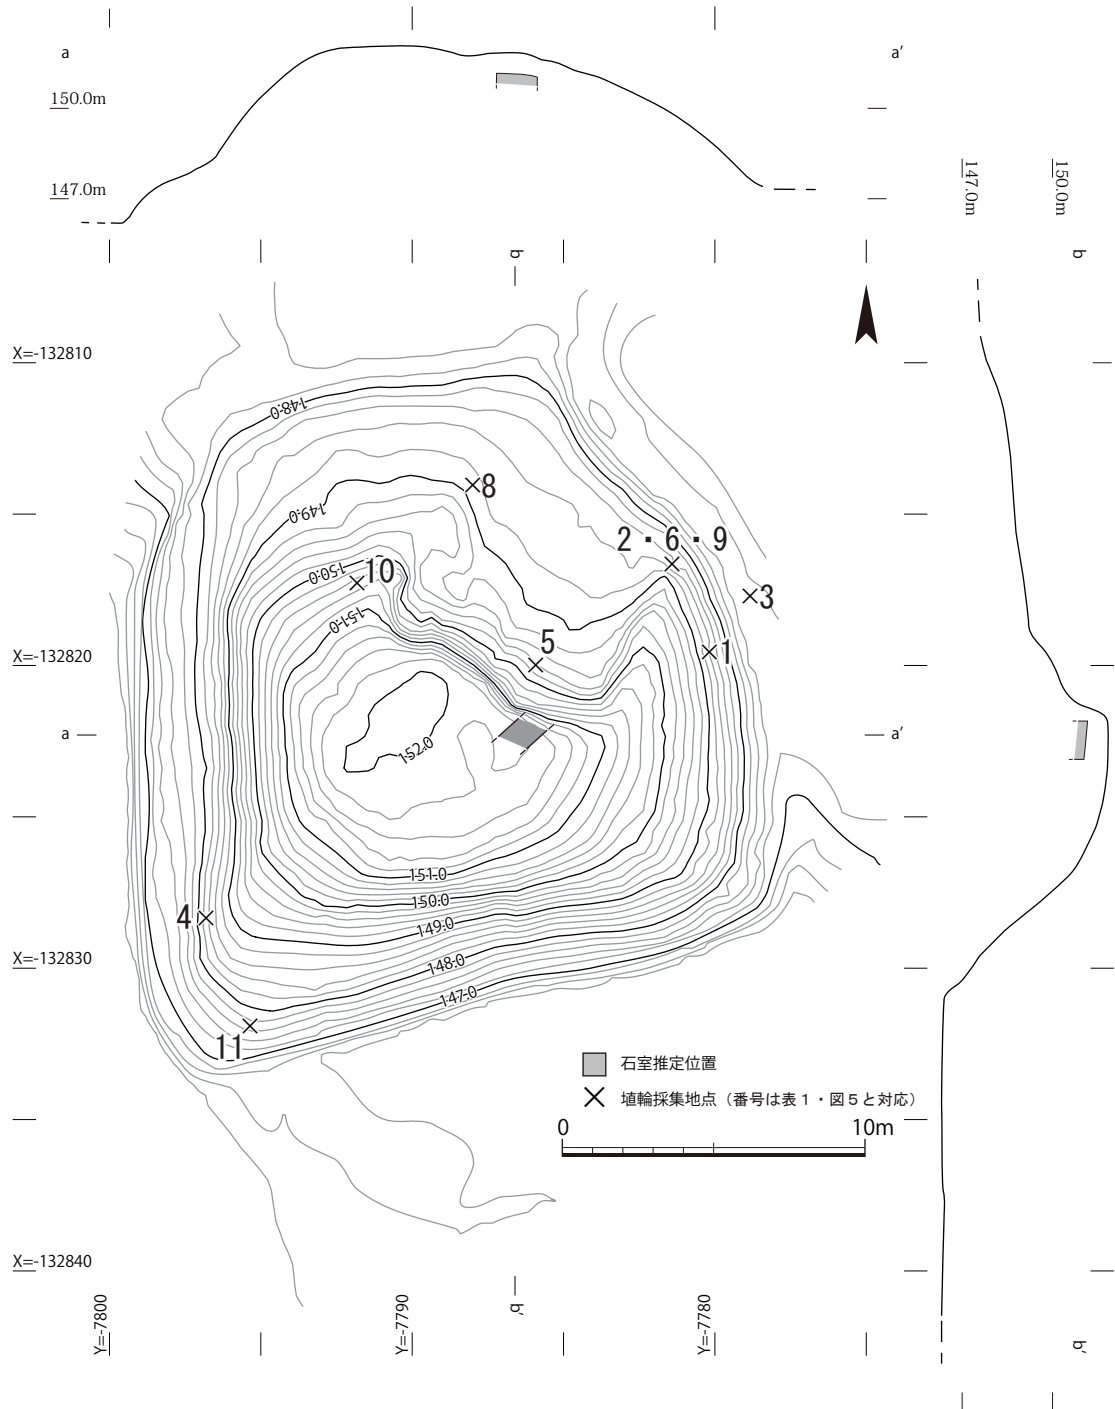 a
a′
150.0m
147.0m
147.0m
150.0m
b
b
X=-132810
148.0
149.0
8
2・6・9
150.0
10
3
151.0
5
1
X=-132820
a
a′
152.0
151.0
150.0
4
149.0
X=-132830
148.0
147.0
11
石室推定位置
埴輪採集地点（番号は表１・図５と対応）
0
10m
X=-132840
b′
b′
Y=-7800
Y=-7790
Y=-7780